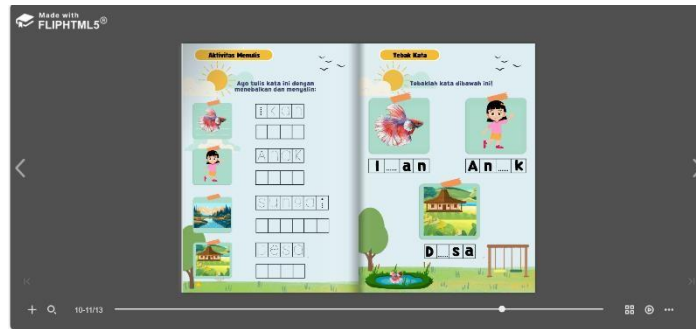 Made with
FLIPHTML5®
Aktivitas Menulis
Ayo tulis kata ini dengan
menebalkan dan menyalin:
ikan
Anak
sungai
Desa
Tebak Kata
Tebaklah kata dibawah ini!
I ..... an
An ..... K
D ..... sa
10-11/13